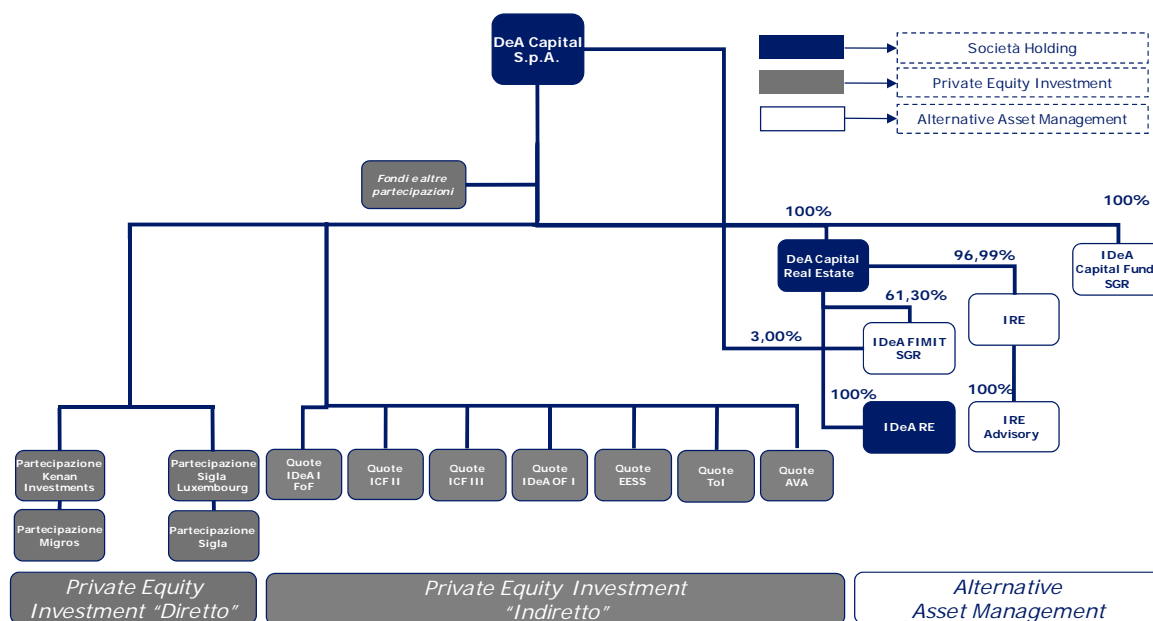 DeA Capital
S.p.A.
Società Holding
Private Equity Investment
Alternative Asset Management
Fondi e altre
partecipazioni
100%
100%
DeA Capital
Real Estate
96,99%
IDeA
Capital Fund
SGR
61,30%
IRE
3,00%
IDeA FIMIT
SGR
100%
100%
IDeA RE
IRE
Advisory
Partecipazione
Kenan
Investments
Partecipazione
Sigla
Luxembourg
Quote
IDeA I
FoF
Quote
ICF II
Quote
ICF III
Quote
IDeA OF I
Quote
EESS
Quote
ToI
Quote
AVA
Partecipazione
Migros
Partecipazione
Sigla
Private Equity
Investment “Diretto”
Private Equity Investment
“Indiretto”
Alternative
Asset Management